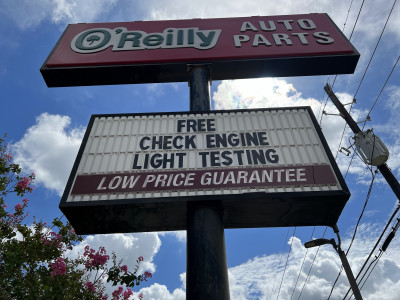 O'Reilly AUTO
PARTS
FREE
CHECK ENGINE
LIGHT TESTING
LOW PRICE GUARANTEE